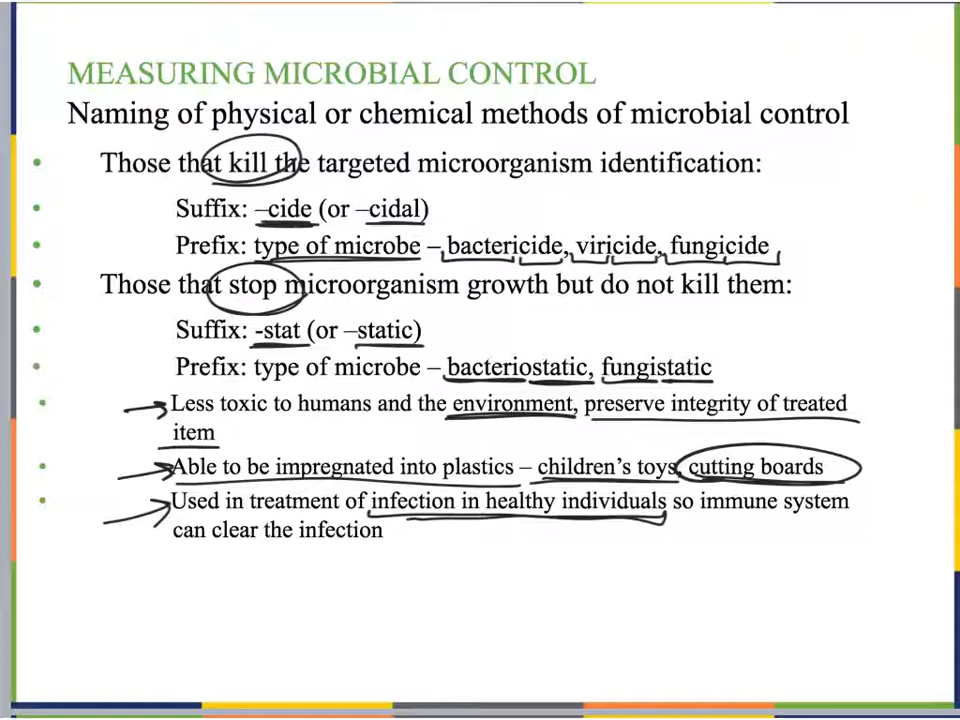 MEASURING MICROBIAL CONTROL
Naming of physical or chemical methods of microbial control
• Those that kill the targeted microorganism identification:
• Suffix: –cide (or –cidal)
• Prefix: type of microbe – bactericide, viricide, fungicide
• Those that stop microorganism growth but do not kill them:
• Suffix: -stat (or –static)
• Prefix: type of microbe – bacteriostatic, fungistatic
• Less toxic to humans and the environment, preserve integrity of treated
item
• Able to be impregnated into plastics – children’s toys, cutting boards
• Used in treatment of infection in healthy individuals so immune system
can clear the infection